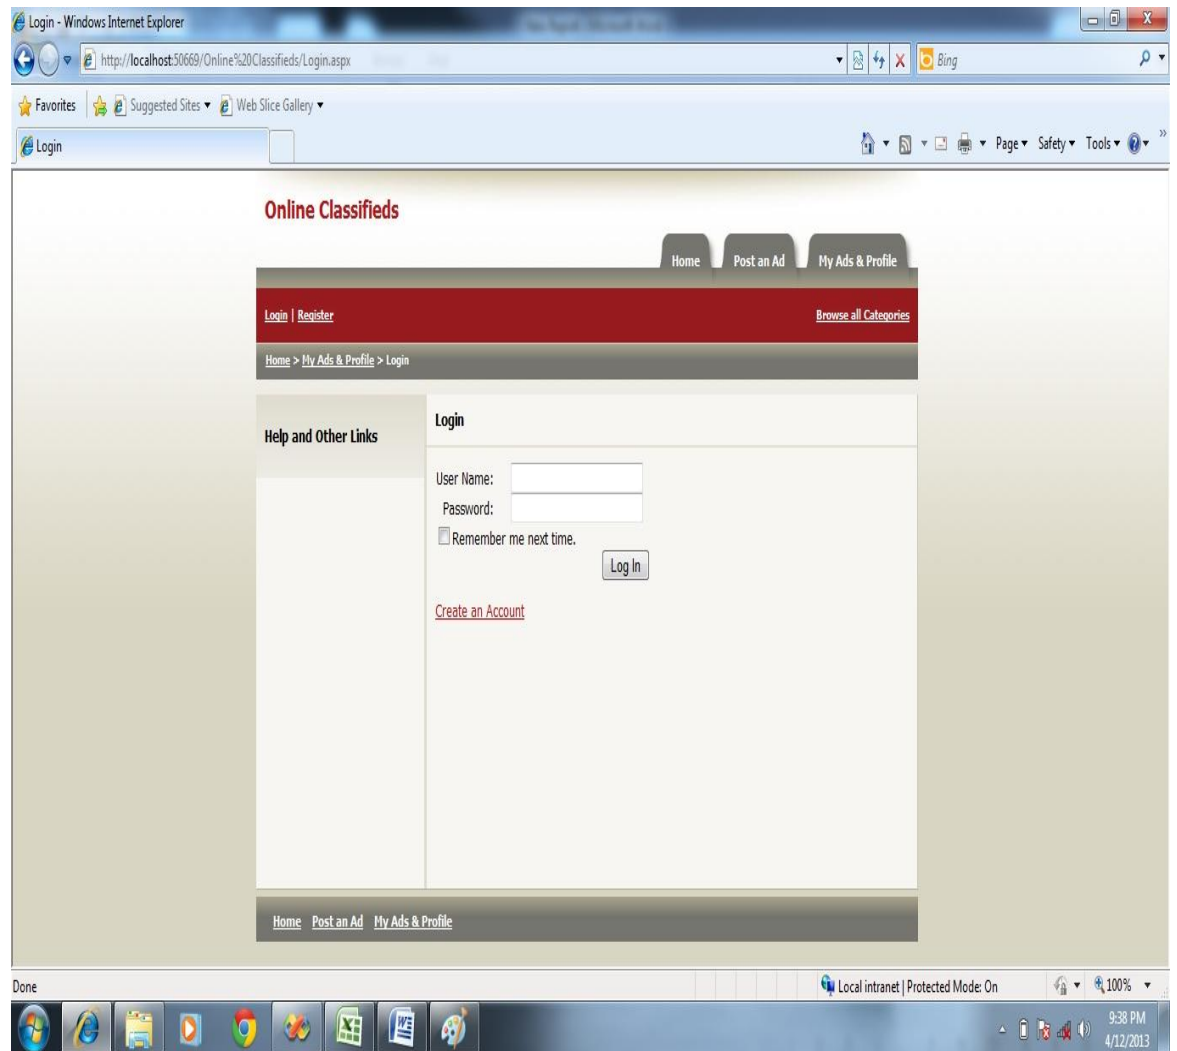 Login - Windows Internet Explorer
http://localhost:50669/Online%20Classifieds/Login.aspx
Bing
Favorites Suggested Sites Web Slice Gallery
Login
Page Safety Tools
Online Classifieds
Home Post an Ad My Ads & Profile
Login | Register Browse all Categories
Home > My Ads & Profile > Login
Help and Other Links
Login
User Name:
Password:
Remember me next time.
Log In
Create an Account
Home Post an Ad My Ads & Profile
Done Local intranet | Protected Mode: On 100%
9:38 PM
4/12/2013